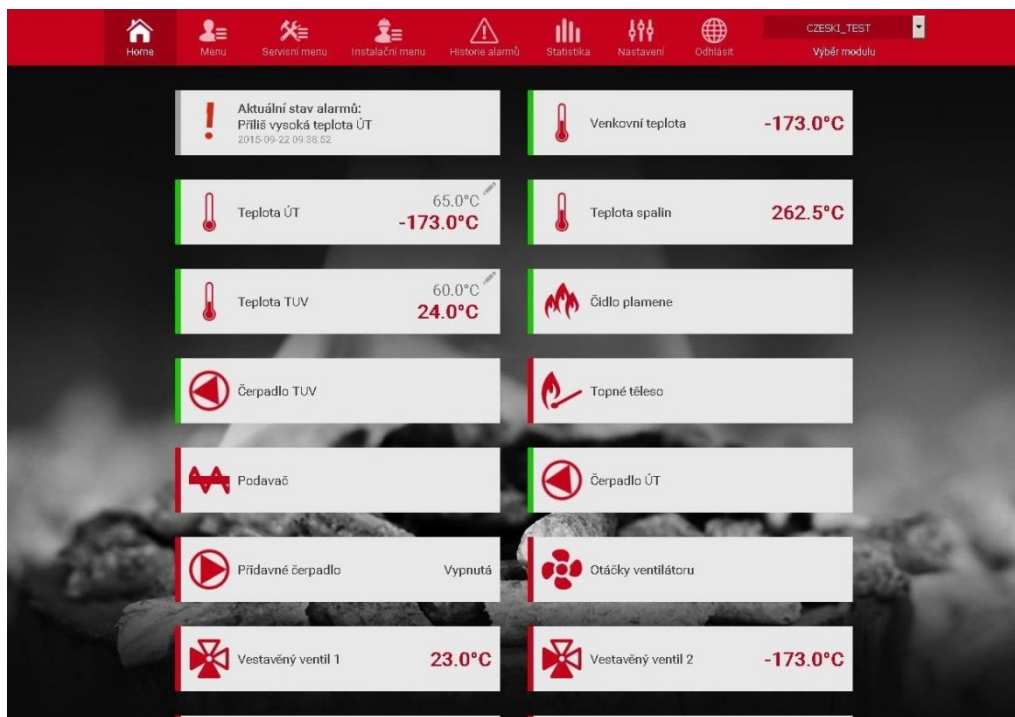 Home
Menu
Servisní menu
Instalační menu
Historie alarmů
Statistika
Nastavení
Odhlásit
CZESKI_TEST
Výběr modulu
Aktuální stav alarmů:
Příliš vysoká teplota ÚT
2015-09-22 09:38:52
Venkovní teplota
-173.0°C
Teplota ÚT
65.0°C
-173.0°C
Teplota spalin
262.5°C
Teplota TUV
60.0°C
24.0°C
Čidlo plamene
Čerpadlo TUV
Topné těleso
Podavač
Čerpadlo ÚT
Přídavné čerpadlo
Vypnutá
Otáčky ventilátoru
Vestavěný ventil 1
23.0°C
Vestavěný ventil 2
-173.0°C